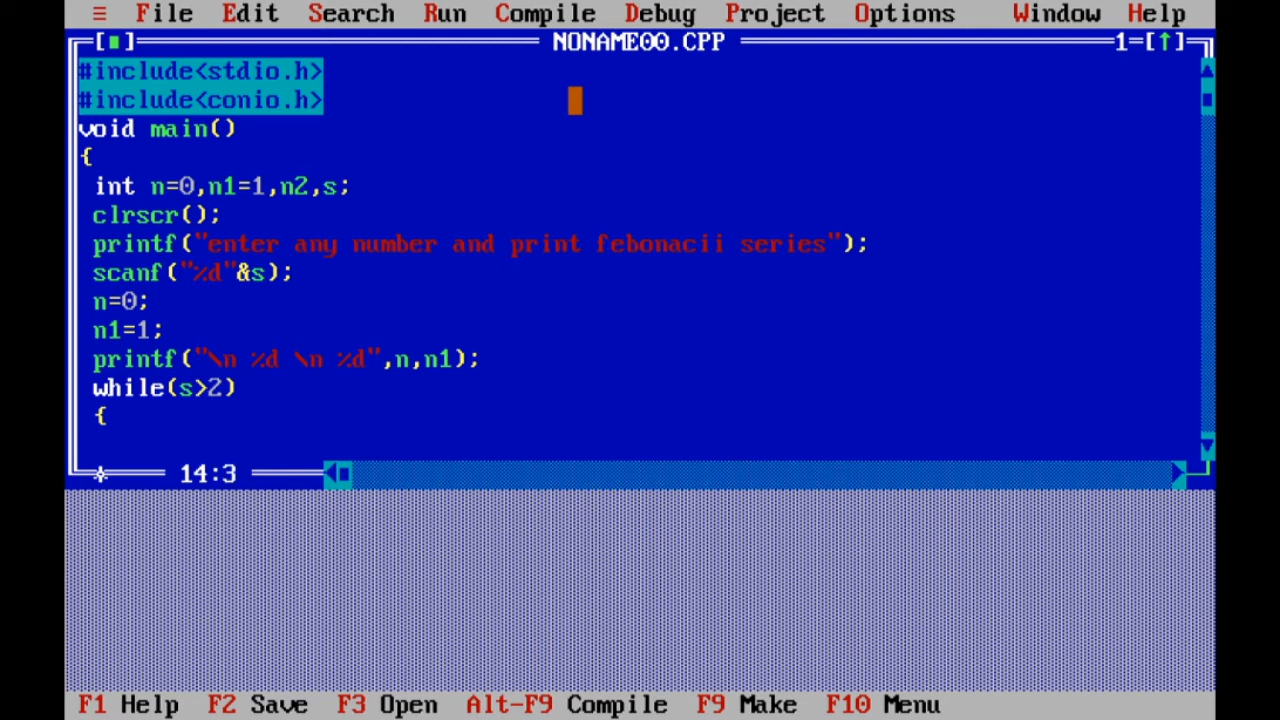 ≡ File Edit Search Run Compile Debug Project Options Window Help
[■] NONAME00.CPP 1=[↑]
#include<stdio.h>
#include<conio.h>
void main()
{
int n=0,n1=1,n2,s;
clrscr();
printf("enter any number and print febonacii series");
scanf("%d"&s);
n=0;
n1=1;
printf("\n %d \n %d",n,n1);
while(s>2)
{
14:3
F1 Help F2 Save F3 Open Alt-F9 Compile F9 Make F10 Menu